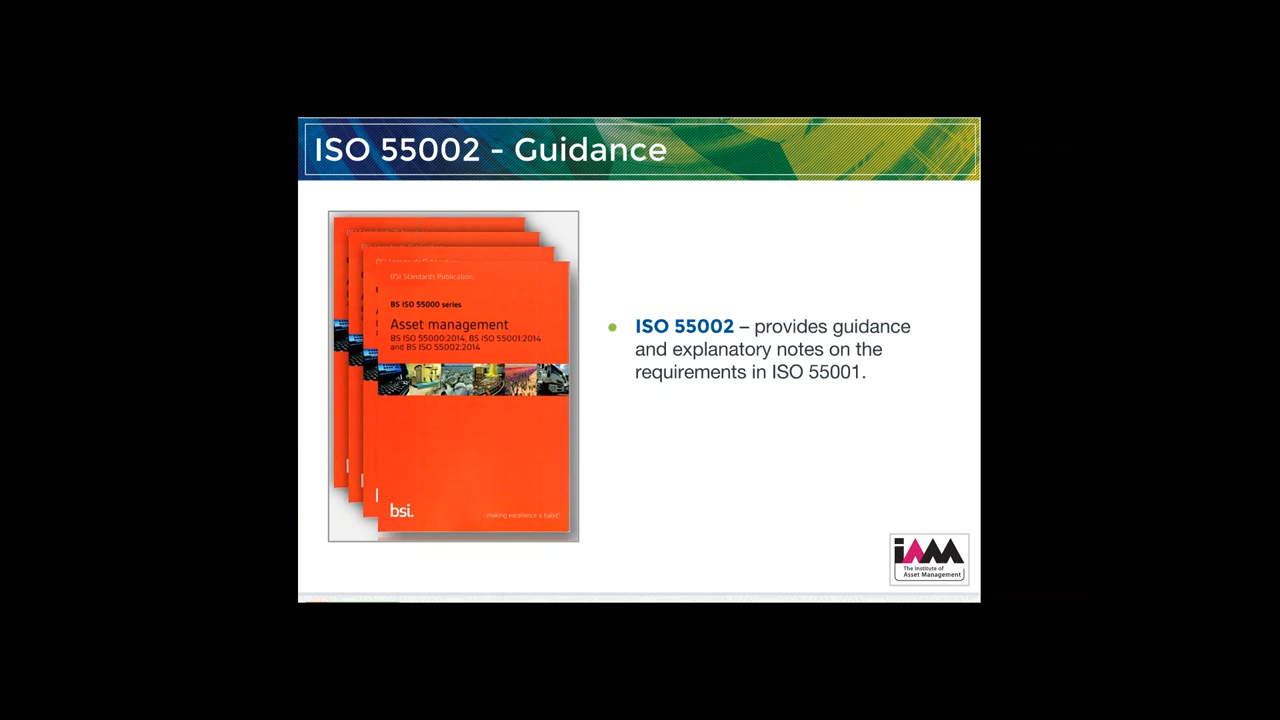 ISO 55002 - Guidance
BSI Standards Publication
BS ISO 55000 series
Asset management
BS ISO 55000:2014, BS ISO 55001:2014
and BS ISO 55002:2014
bsi.
...making excellence a habit.™
ISO 55002 – provides guidance
and explanatory notes on the
requirements in ISO 55001.
iAM
The Institute of
Asset Management